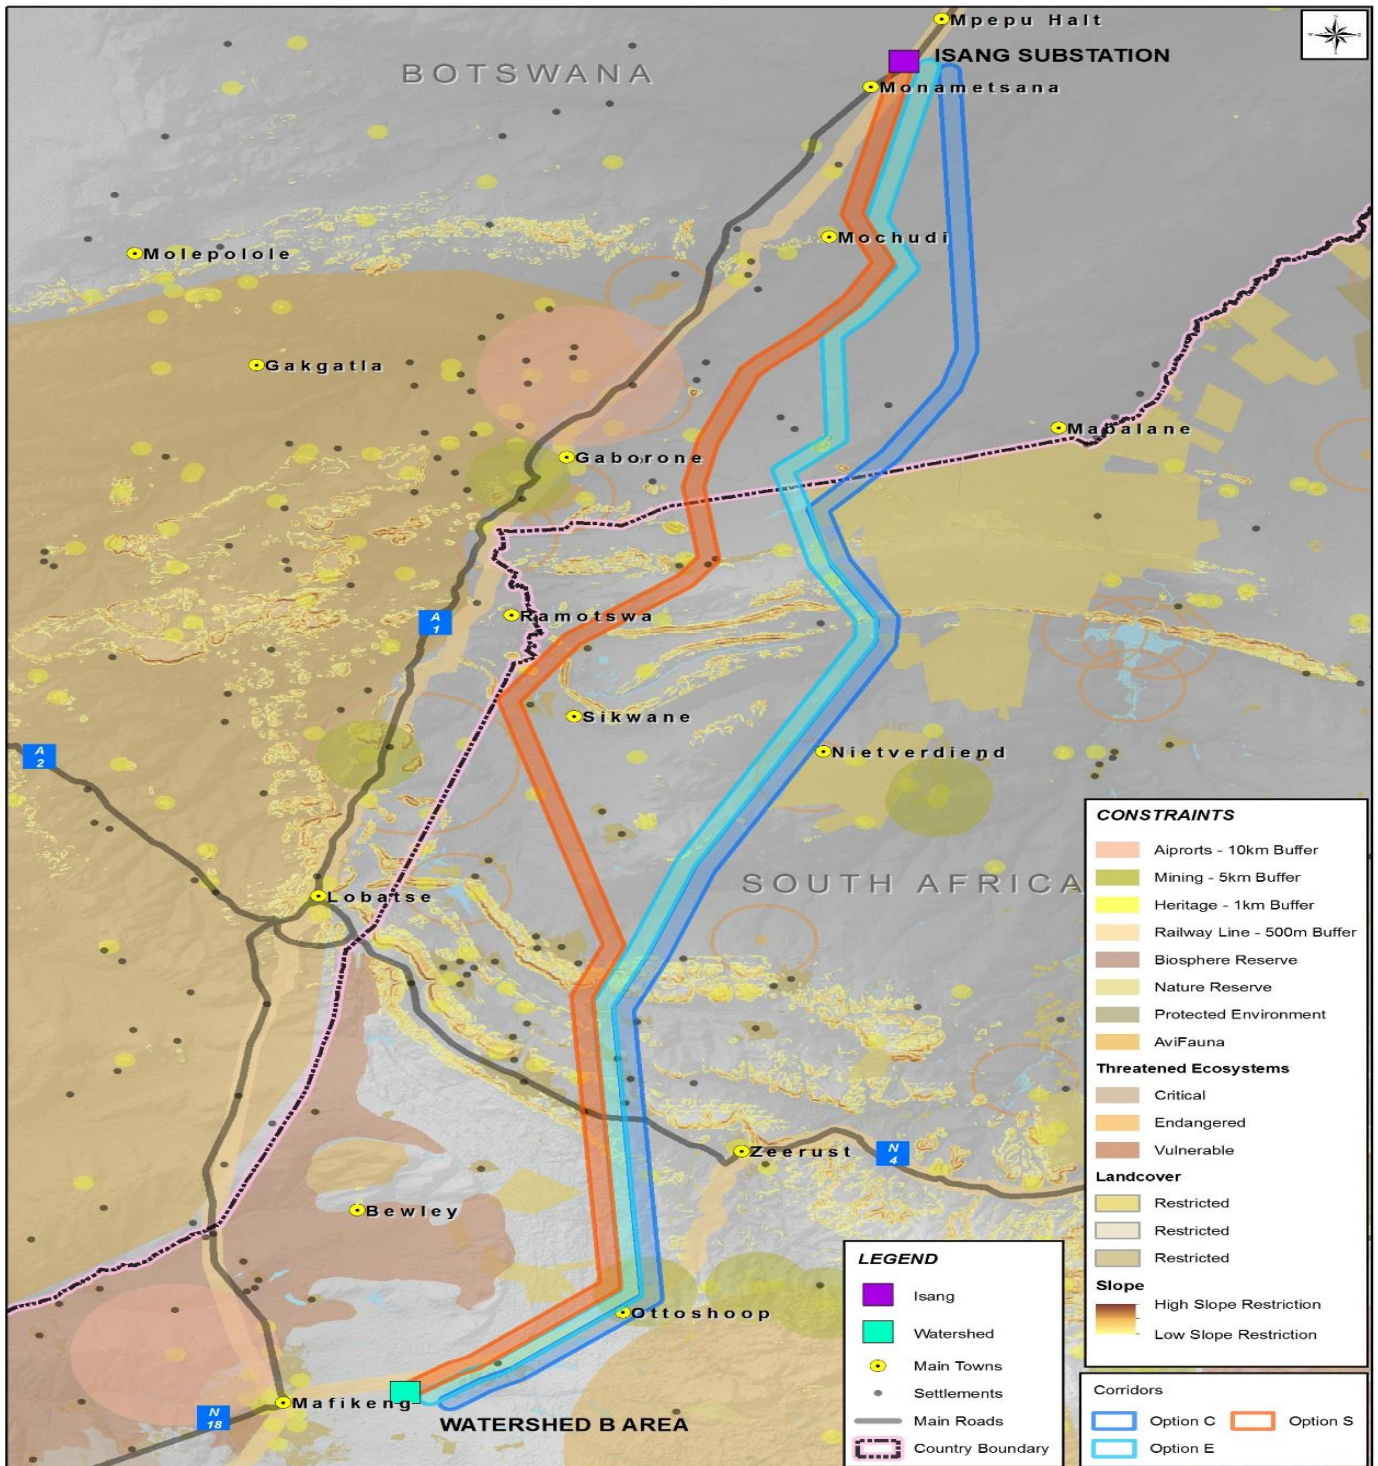 Mpepu Halt
ISANG SUBSTATION
BOTSWANA
Monametsana
Mochudi
Molepolole
Gakgatla
Mabalane
Gaborone
Ramotswa
A
1
Sikwane
A
2
Nietverdiend
SOUTH AFRICA
Lobatse
Zeerust
N
4
Bewley
Ottoshoop
Mafikeng
N
18
WATERSHED B AREA
CONSTRAINTS
Aiprorts - 10km Buffer
Mining - 5km Buffer
Heritage - 1km Buffer
Railway Line - 500m Buffer
Biosphere Reserve
Nature Reserve
Protected Environment
AviFauna
Threatened Ecosystems
Critical
Endangered
Vulnerable
Landcover
Restricted
Restricted
Restricted
Slope
High Slope Restriction
Low Slope Restriction
LEGEND
Isang
Watershed
Main Towns
Settlements
Main Roads
Country Boundary
Corridors
Option C
Option S
Option E